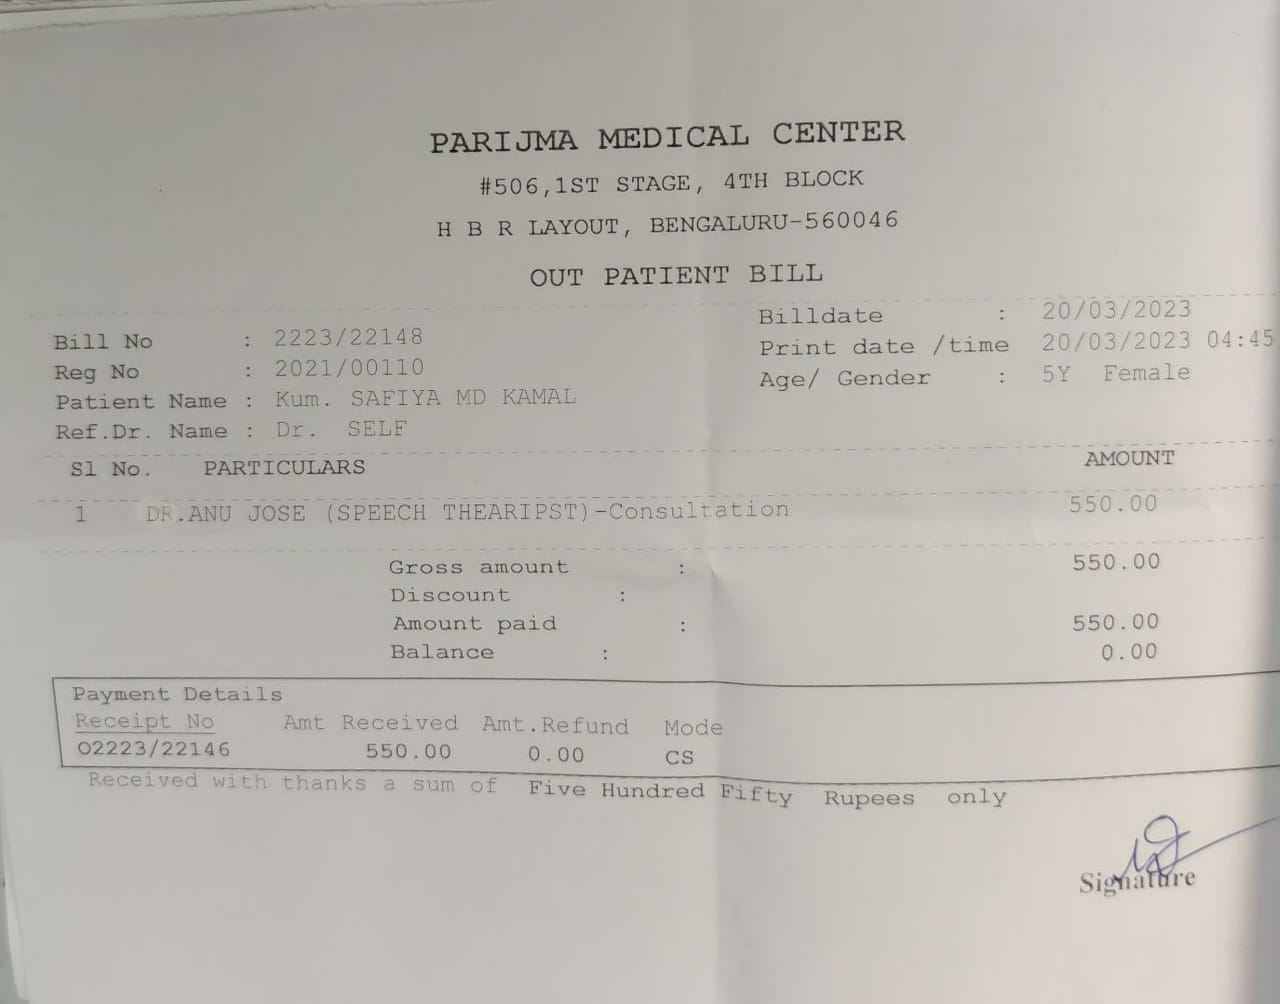 PARIJMA MEDICAL CENTER
#506,1ST STAGE, 4TH BLOCK
H B R LAYOUT, BENGALURU-560046
OUT PATIENT BILL
Bill No : 2223/22148 Billdate : 20/03/2023
Reg No : 2021/00110 Print date /time 20/03/2023 04:45
Patient Name : Kum. SAFIYA MD KAMAL Age/ Gender : 5Y Female
Ref.Dr. Name : Dr. SELF
Sl No. PARTICULARS AMOUNT
1 DR.ANU JOSE (SPEECH THEARIPST)-Consultation 550.00
Gross amount : 550.00
Discount :
Amount paid : 550.00
Balance : 0.00
Payment Details
Receipt No Amt Received Amt.Refund Mode
O2223/22146 550.00 0.00 CS
Received with thanks a sum of Five Hundred Fifty Rupees only
Signature